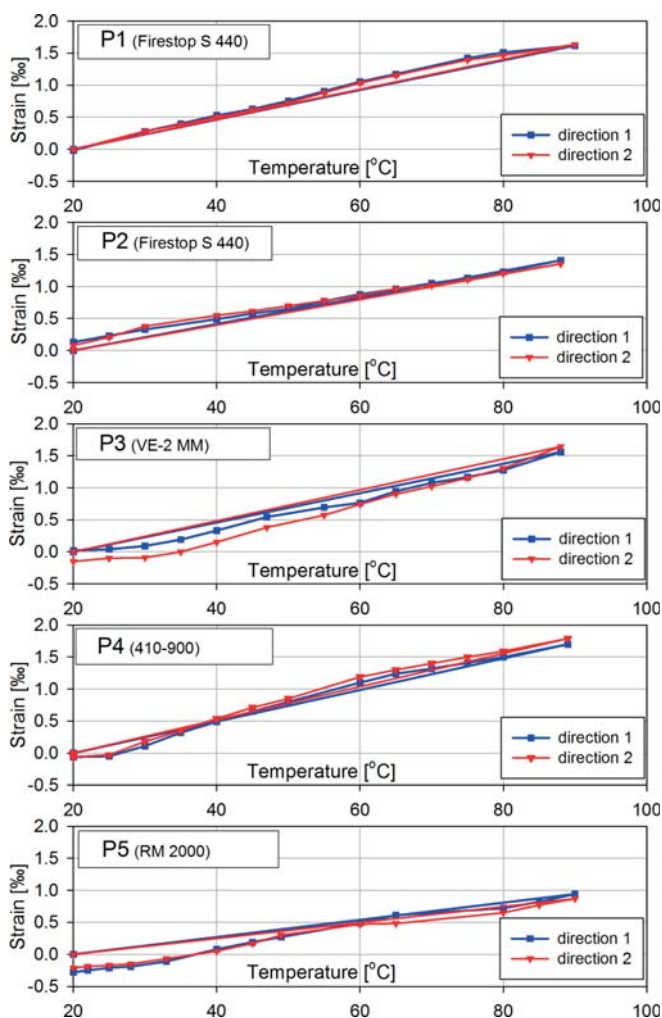 P1 (Firestop S 440)
2.0
1.5
1.0
0.5
0.0
-0.5
Strain [‰]
Temperature [°C]
direction 1
direction 2
20 40 60 80 100
P2 (Firestop S 440)
2.0
1.5
1.0
0.5
0.0
-0.5
Strain [‰]
Temperature [°C]
direction 1
direction 2
20 40 60 80 100
P3 (VE-2 MM)
2.0
1.5
1.0
0.5
0.0
-0.5
Strain [‰]
direction 1
direction 2
20 40 60 80 100
P4 (410-900)
2.0
1.5
1.0
0.5
0.0
-0.5
Strain [‰]
direction 1
direction 2
20 40 60 80 100
P5 (RM 2000)
2.0
1.5
1.0
0.5
0.0
-0.5
Strain [‰]
Temperature [°C]
direction 1
direction 2
20 40 60 80 100